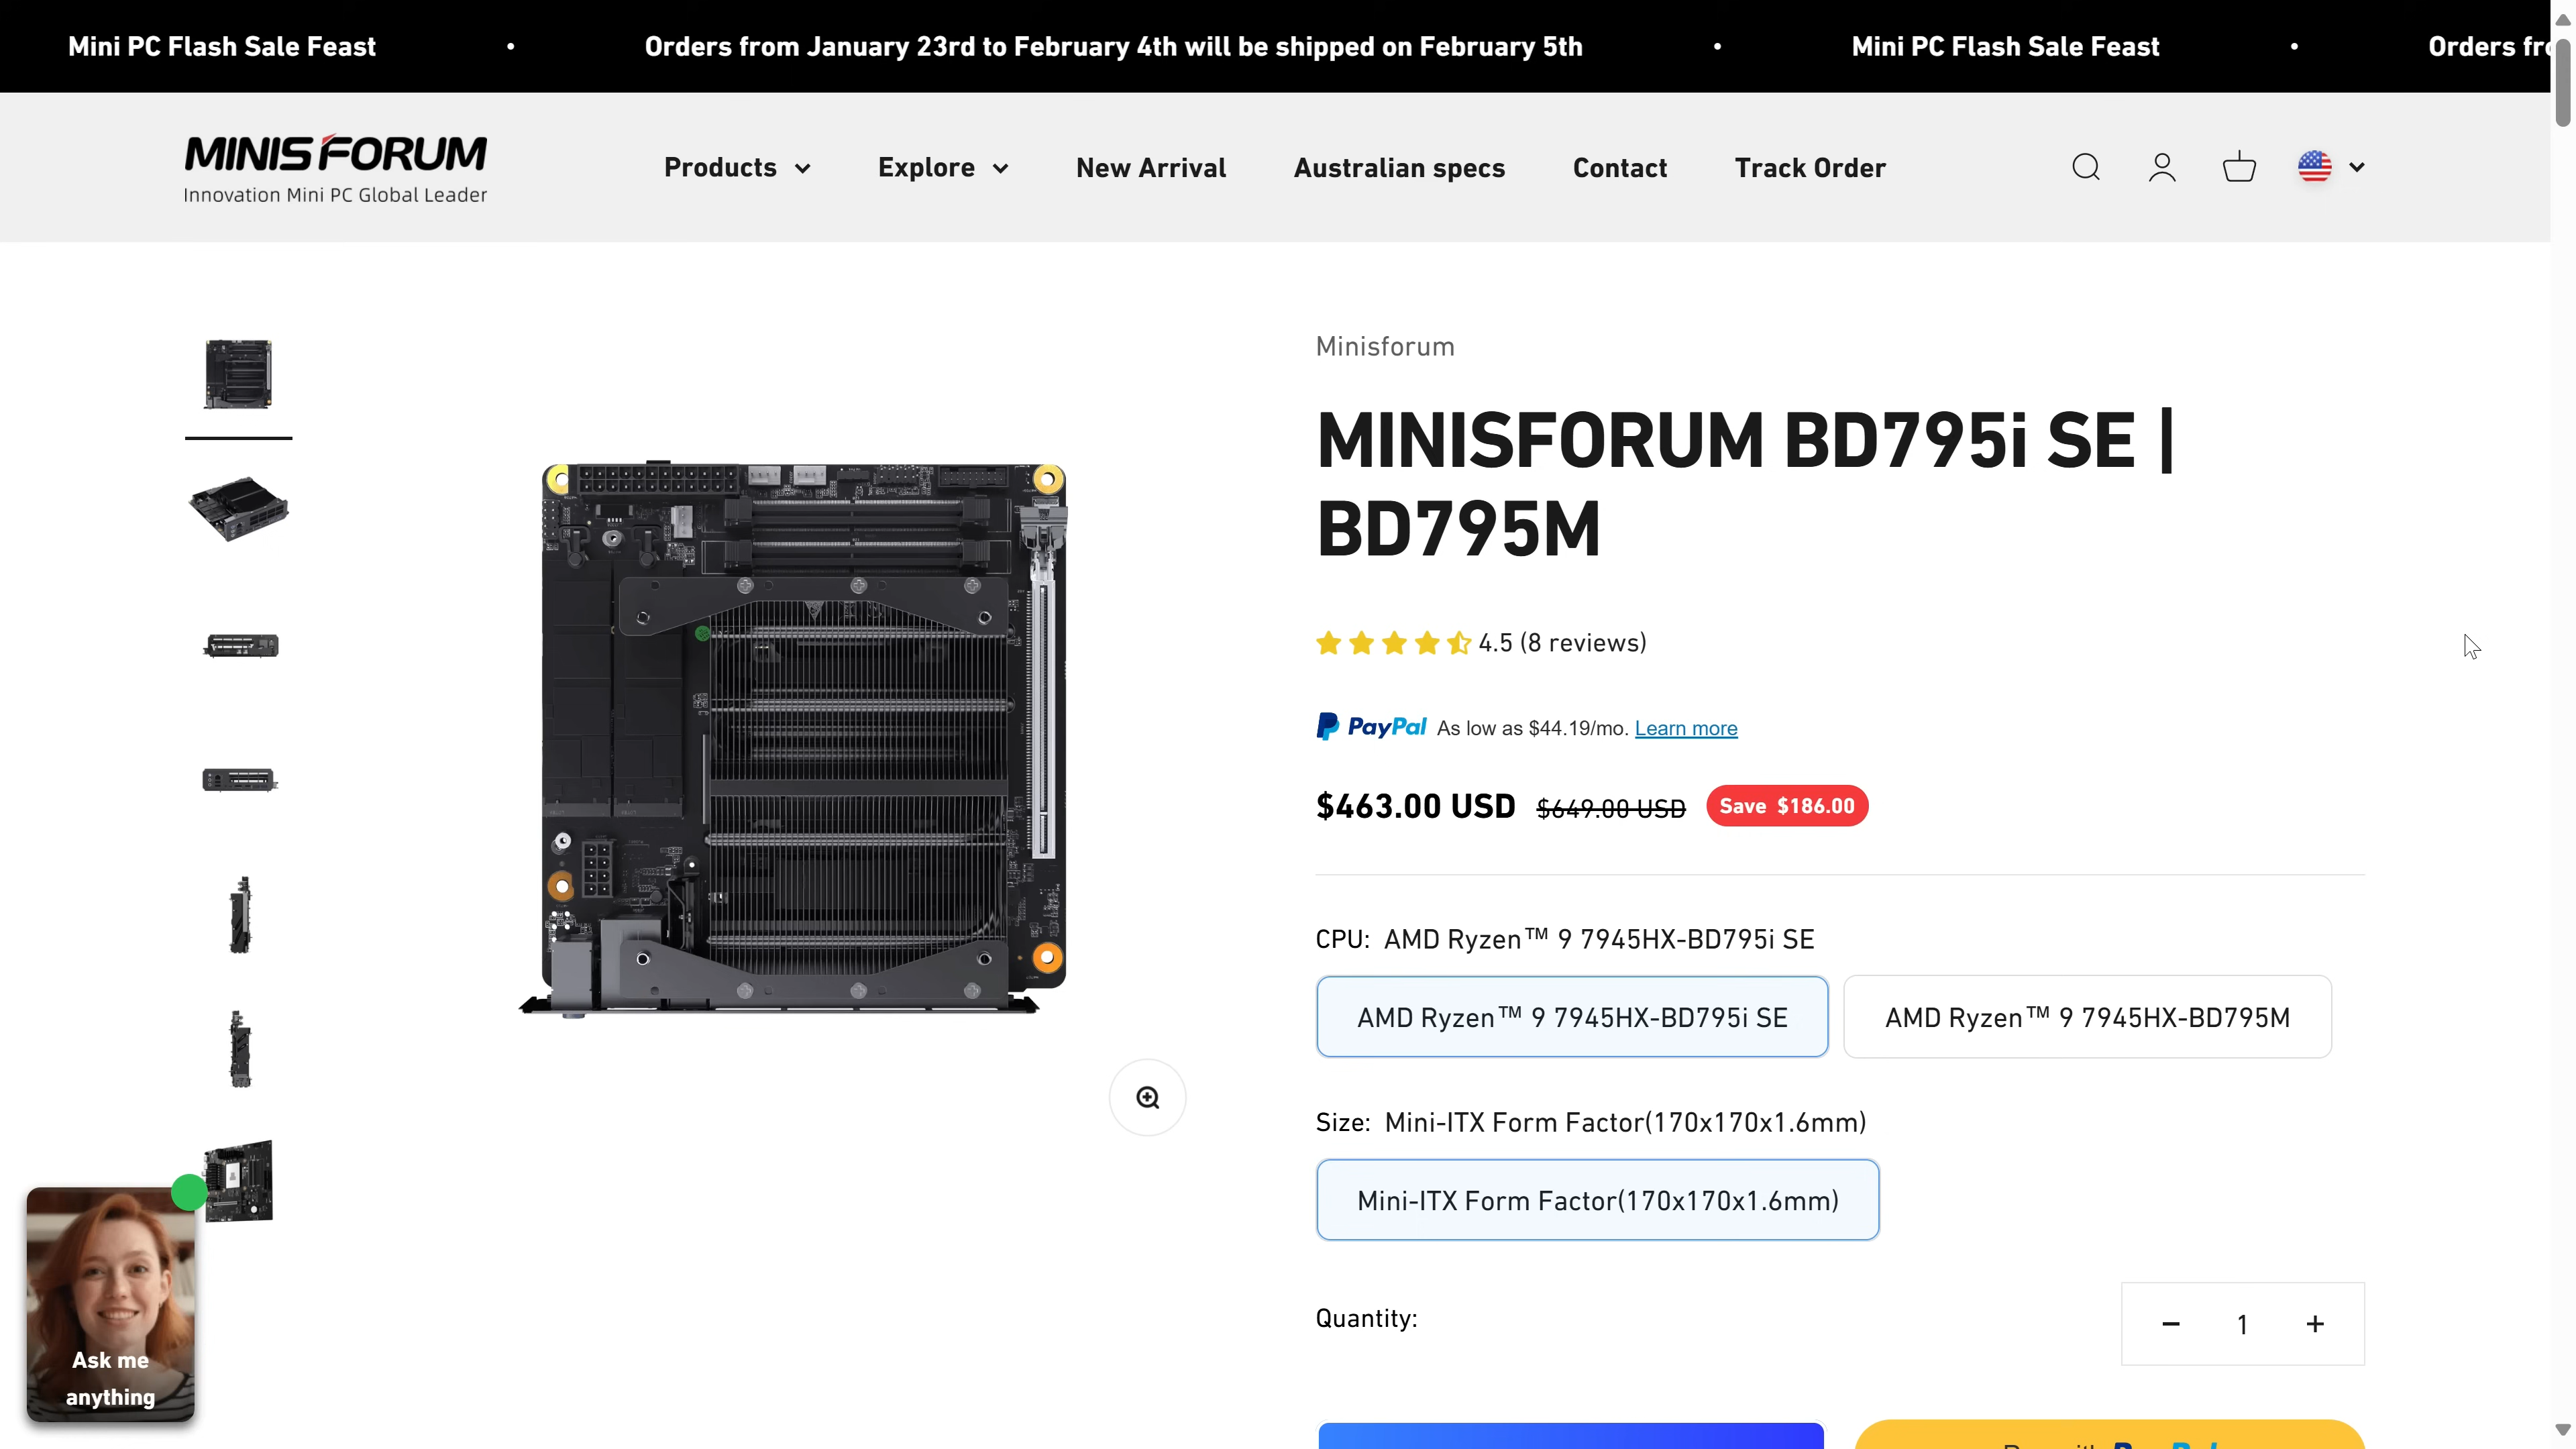 Mini PC Flash Sale Feast • Orders from January 23rd to February 4th will be shipped on February 5th • Mini PC Flash Sale Feast • Orders
MINISFORUM
Innovation Mini PC Global Leader
Products Explore New Arrival Australian specs Contact Track Order
Minisforum
MINISFORUM BD795i SE |
BD795M
4.5 (8 reviews)
PayPal As low as $44.19/mo. Learn more
$463.00 USD $649.00 USD Save $186.00
CPU: AMD Ryzen™ 9 7945HX-BD795i SE
AMD Ryzen™ 9 7945HX-BD795i SE AMD Ryzen™ 9 7945HX-BD795M
Size: Mini-ITX Form Factor(170x170x1.6mm)
Mini-ITX Form Factor(170x170x1.6mm)
Quantity: − 1 +
Ask me
anything